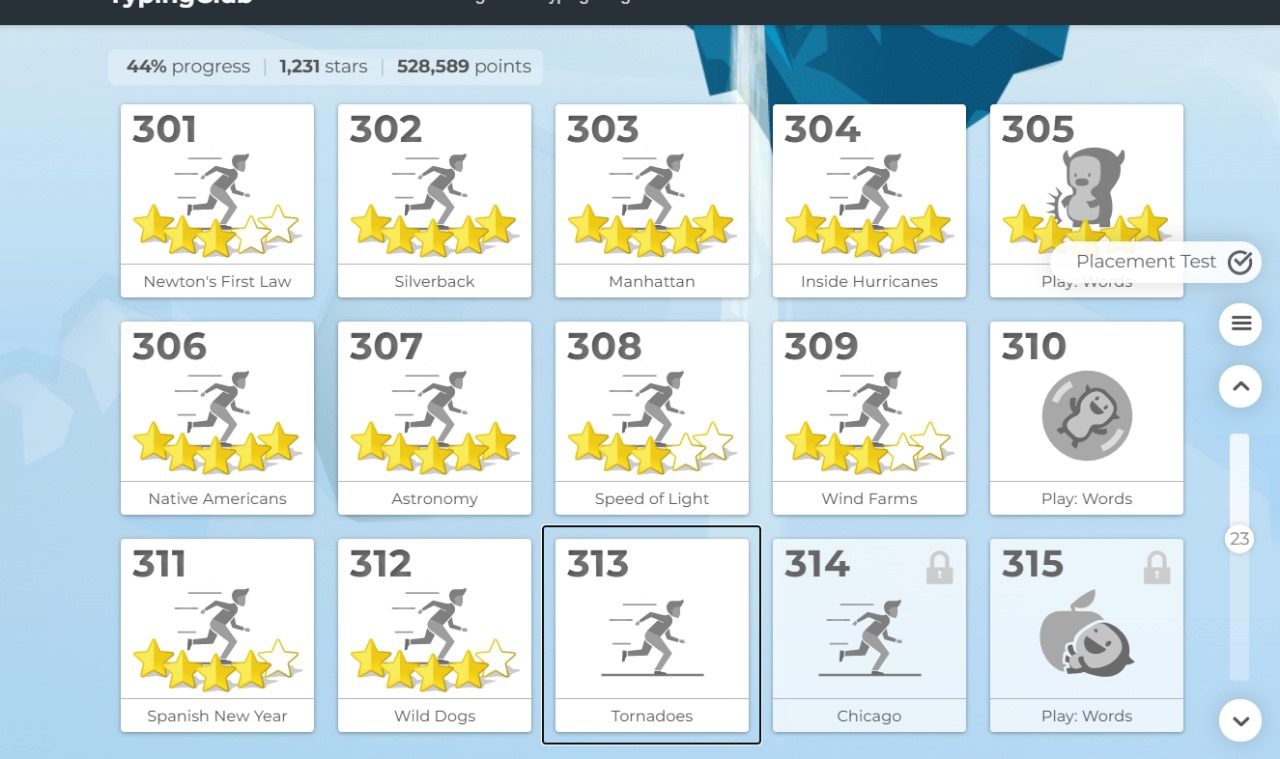 TypingClub
44% progress | 1,231 stars | 528,589 points
301 302 303 304 305
Newton's First Law Silverback Manhattan Inside Hurricanes Play: Words
Placement Test
306 307 308 309 310
Native Americans Astronomy Speed of Light Wind Farms Play: Words
23
311 312 313 314 315
Spanish New Year Wild Dogs Tornadoes Chicago Play: Words